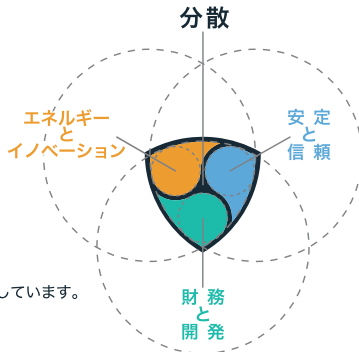 分散
エネルギー
と
イノベーション
安定
と
信頼
しています。
財務
と
開発